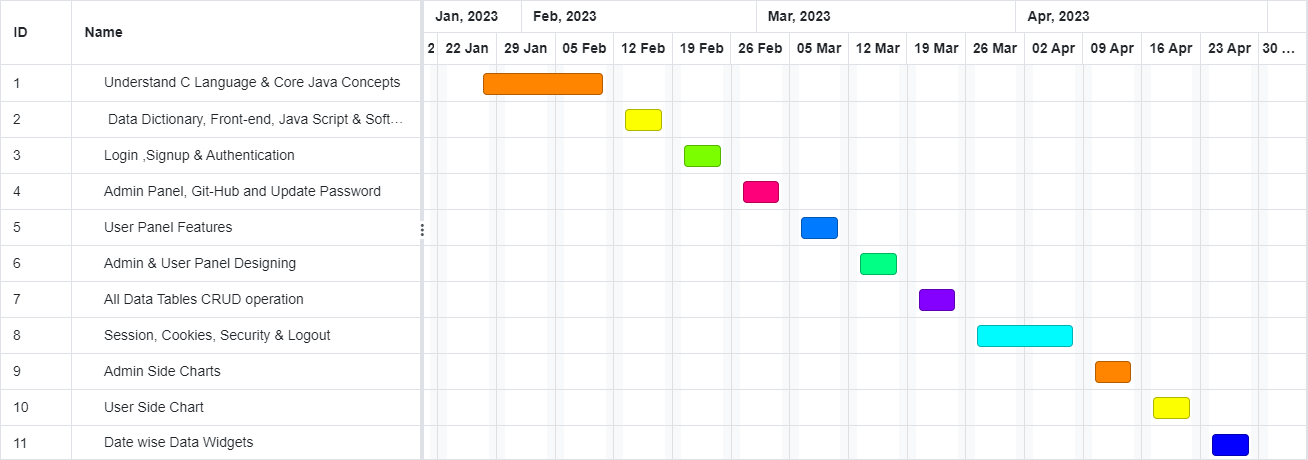 ID Name Jan, 2023 Feb, 2023 Mar, 2023 Apr, 2023
2 22 Jan 29 Jan 05 Feb 12 Feb 19 Feb 26 Feb 05 Mar 12 Mar 19 Mar 26 Mar 02 Apr 09 Apr 16 Apr 23 Apr 30 ...
1 Understand C Language & Core Java Concepts
2 Data Dictionary, Front-end, Java Script & Soft...
3 Login ,Signup & Authentication
4 Admin Panel, Git-Hub and Update Password
5 User Panel Features
6 Admin & User Panel Designing
7 All Data Tables CRUD operation
8 Session, Cookies, Security & Logout
9 Admin Side Charts
10 User Side Chart
11 Date wise Data Widgets